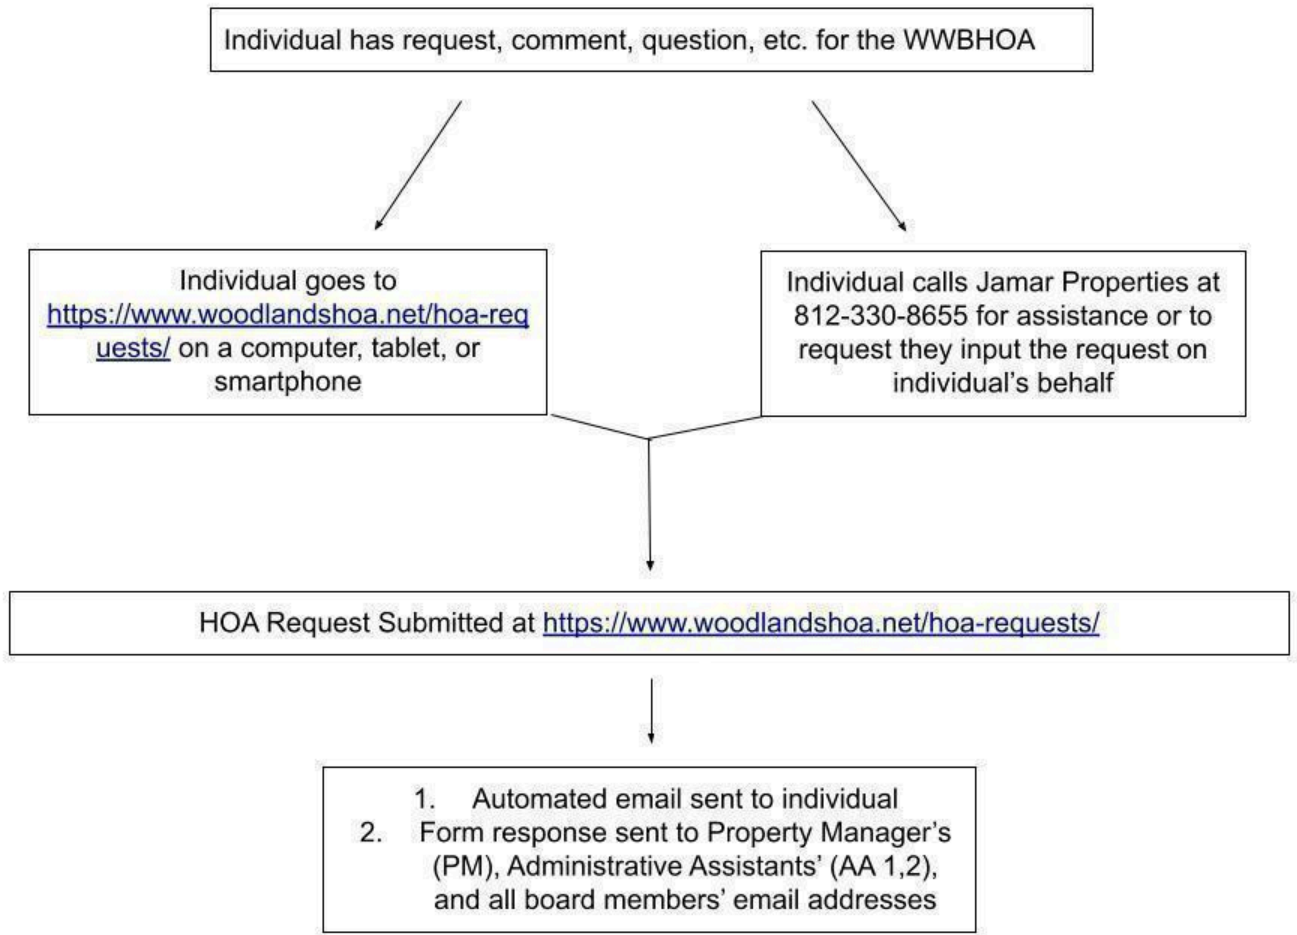 Individual has request, comment, question, etc. for the WWBHOA
Individual goes to
https://www.woodlandshoa.net/hoa-req
uests/ on a computer, tablet, or
smartphone
Individual calls Jamar Properties at
812-330-8655 for assistance or to
request they input the request on
individual’s behalf
HOA Request Submitted at https://www.woodlandshoa.net/hoa-requests/
1. Automated email sent to individual
2. Form response sent to Property Manager’s
(PM), Administrative Assistants’ (AA 1,2),
and all board members’ email addresses